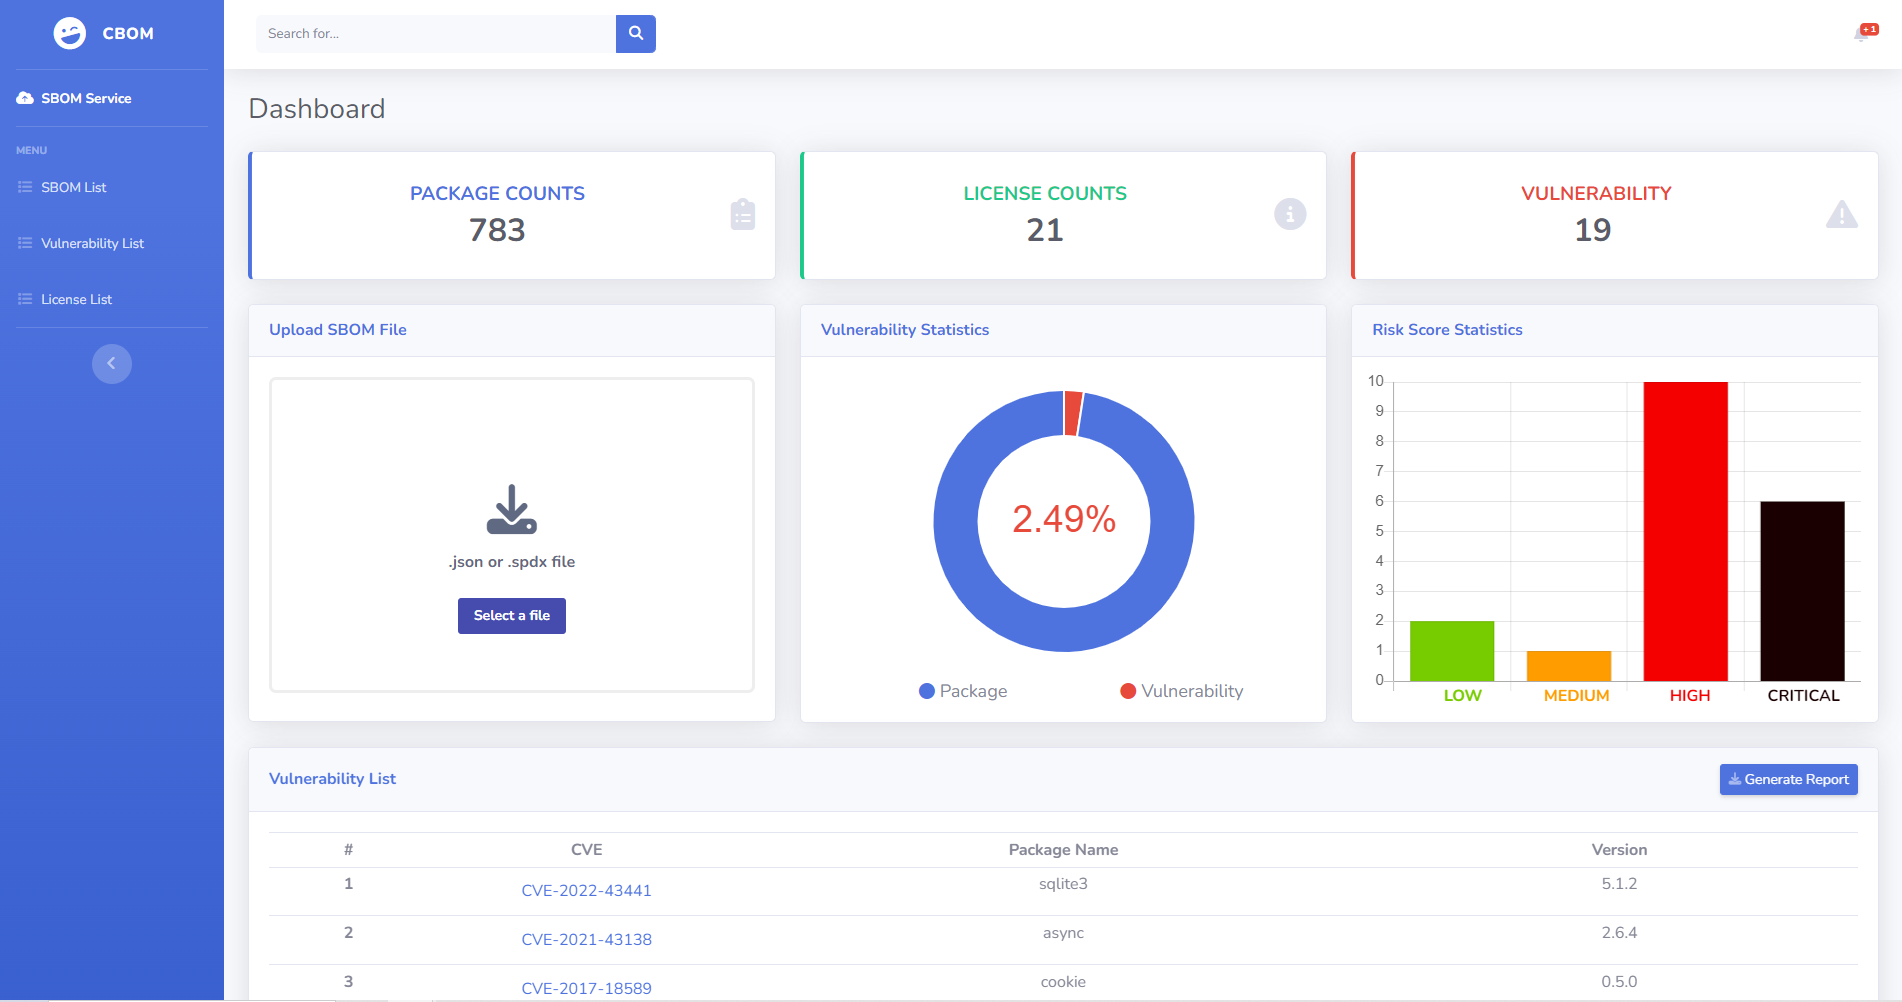 CBOM
SBOM Service
MENU
SBOM List
Vulnerability List
License List
Search for...
+ 1
Dashboard
PACKAGE COUNTS
783
LICENSE COUNTS
21
VULNERABILITY
19
Upload SBOM File
.json or .spdx file
Select a file
Vulnerability Statistics
2.49%
Package
Vulnerability
Risk Score Statistics
10
9
8
7
6
5
4
3
2
1
0
LOW MEDIUM HIGH CRITICAL
Vulnerability List
Generate Report
# CVE Package Name Version
1 CVE-2022-43441 sqlite3 5.1.2
2 CVE-2021-43138 async 2.6.4
3 CVE-2017-18589 cookie 0.5.0